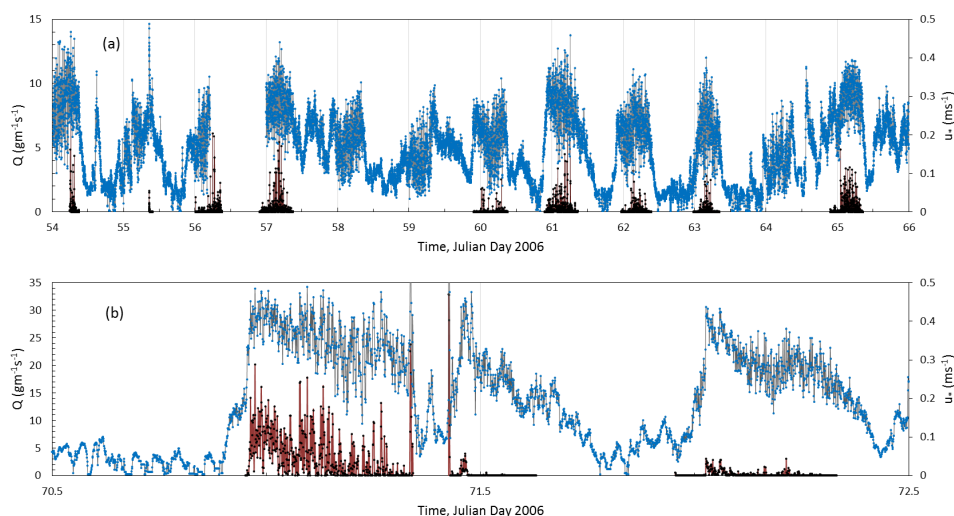 15
0.5
(a)
0.4
10
0.3
Q (gm⁻¹s⁻¹)
u* (ms⁻¹)
0.2
5
0.1
0
0
54 55 56 57 58 59 60 61 62 63 64 65 66
Time, Julian Day 2006
35
0.5
(b)
30
0.4
25
0.3
20
Q (gm⁻¹s⁻¹)
u* (ms⁻¹)
15
0.2
10
0.1
5
0
0
70.5 71.5 72.5
Time, Julian Day 2006